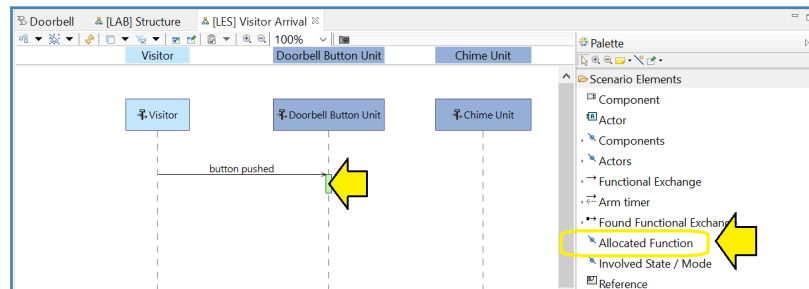 Doorbell [LAB] Structure [LES] Visitor Arrival
100%
Visitor Doorbell Button Unit Chime Unit
Visitor Doorbell Button Unit Chime Unit
button pushed
Palette
Scenario Elements
Component
Actor
Components
Actors
Functional Exchange
Arm timer
Found Functional Exchang
Allocated Function
Involved State / Mode
Reference